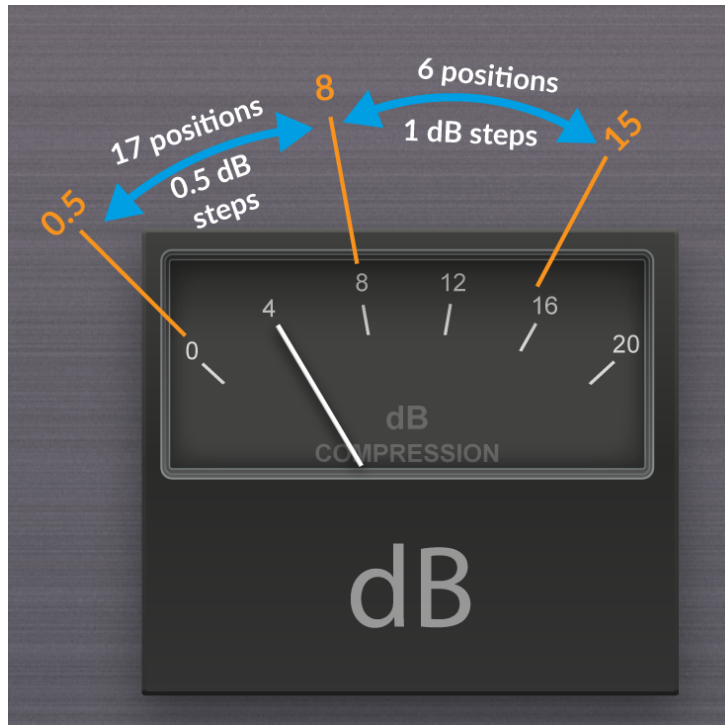 6 positions
8
17 positions
1 dB steps
15
0.5 dB
steps
0.5
8
12
4
16
0
20
dB
COMPRESSION
dB